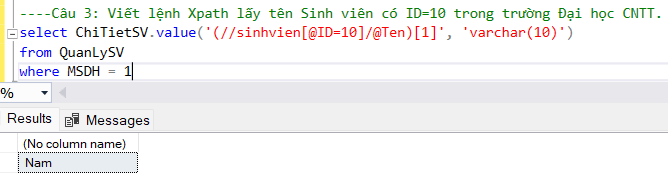 ----Câu 3: Viết lệnh Xpath lấy tên Sinh viên có ID=10 trong trường Đại học CNTT.
select ChiTietSV.value('(//sinhvien[@ID=10]/@Ten)[1]', 'varchar(10)')
from QuanLySV
where MSDH = 1
%
Results Messages
(No column name)
Nam